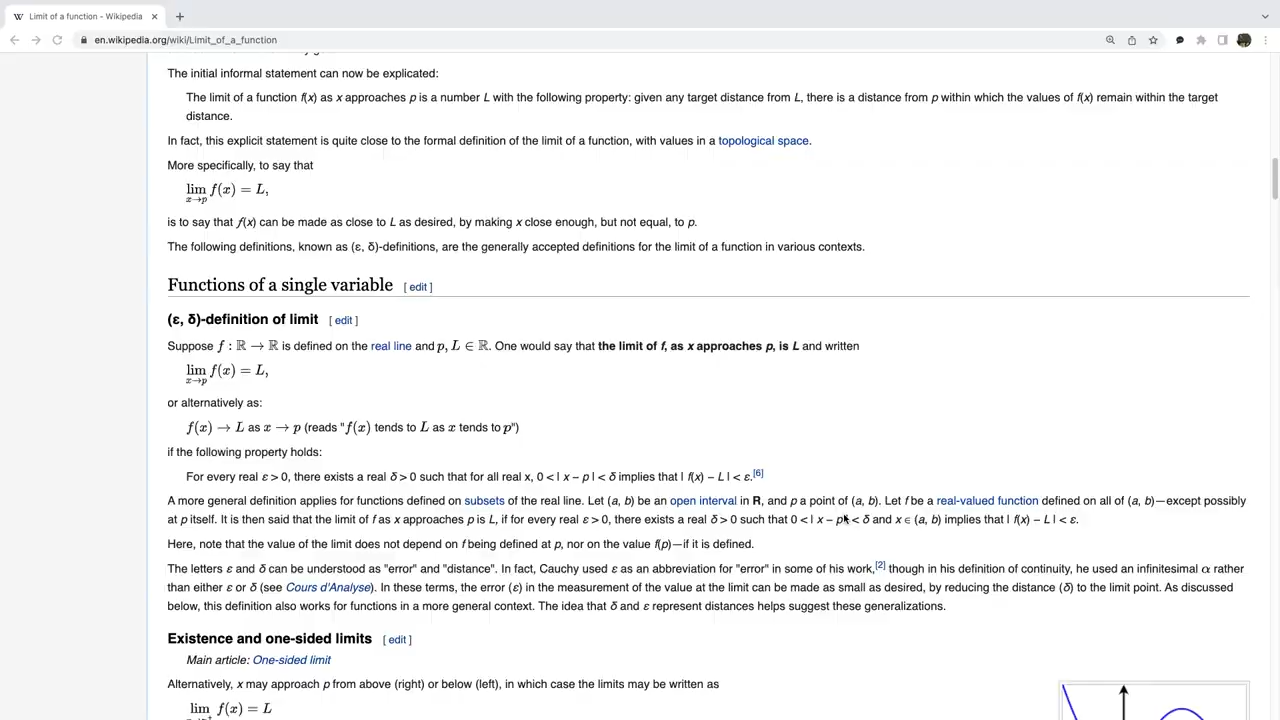 Limit of a function - Wikipedia
en.wikipedia.org/wiki/Limit_of_a_function
The initial informal statement can now be explicated:
The limit of a function f(x) as x approaches p is a number L with the following property: given any target distance from L, there is a distance from p within which the values of f(x) remain within the target
distance.
In fact, this explicit statement is quite close to the formal definition of the limit of a function, with values in a topological space.
More specifically, to say that
lim x→p f(x) = L,
is to say that f(x) can be made as close to L as desired, by making x close enough, but not equal, to p.
The following definitions, known as (ε, δ)-definitions, are the generally accepted definitions for the limit of a function in various contexts.
Functions of a single variable [ edit ]
(ε, δ)-definition of limit [ edit ]
Suppose f : ℝ → ℝ is defined on the real line and p, L ∈ ℝ. One would say that the limit of f, as x approaches p, is L and written
lim x→p f(x) = L,
or alternatively as:
f(x) → L as x → p (reads "f(x) tends to L as x tends to p")
if the following property holds:
For every real ε > 0, there exists a real δ > 0 such that for all real x, 0 < | x − p | < δ implies that | f(x) − L | < ε.[6]
A more general definition applies for functions defined on subsets of the real line. Let (a, b) be an open interval in R, and p a point of (a, b). Let f be a real-valued function defined on all of (a, b)—except possibly
at p itself. It is then said that the limit of f as x approaches p is L, if for every real ε > 0, there exists a real δ > 0 such that 0 < | x − p | < δ and x ∈ (a, b) implies that | f(x) − L | < ε.
Here, note that the value of the limit does not depend on f being defined at p, nor on the value f(p)—if it is defined.
The letters ε and δ can be understood as "error" and "distance". In fact, Cauchy used ε as an abbreviation for "error" in some of his work,[2] though in his definition of continuity, he used an infinitesimal α rather
than either ε or δ (see Cours d'Analyse). In these terms, the error (ε) in the measurement of the value at the limit can be made as small as desired, by reducing the distance (δ) to the limit point. As discussed
below, this definition also works for functions in a more general context. The idea that δ and ε represent distances helps suggest these generalizations.
Existence and one-sided limits [ edit ]
Main article: One-sided limit
Alternatively, x may approach p from above (right) or below (left), in which case the limits may be written as
lim f(x) = L